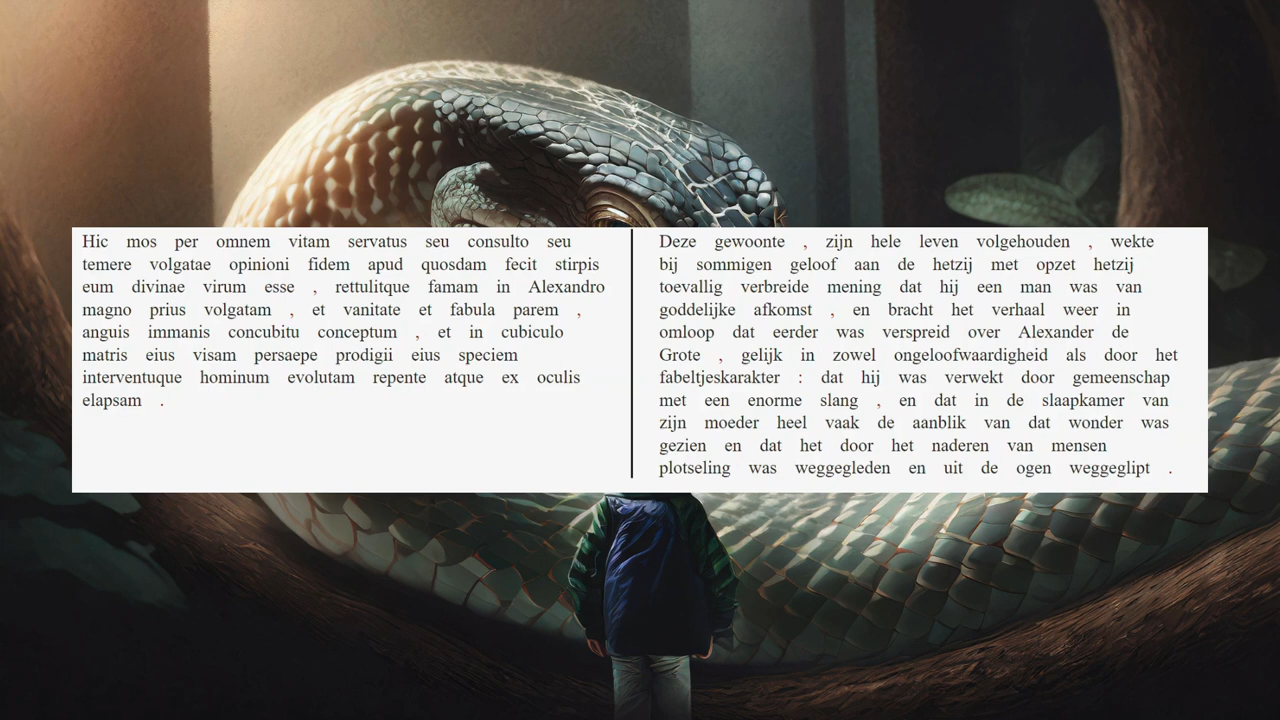 Hic mos per omnem vitam servatus seu consulto seu
temere volgatae opinioni fidem apud quosdam fecit stirpis
eum divinae virum esse , rettulitque famam in Alexandro
magno prius volgatam , et vanitate et fabula parem ,
anguis immanis concubitu conceptum , et in cubiculo
matris eius visam persaepe prodigii eius speciem
interventuque hominum evolutam repente atque ex oculis
elapsam .
Deze gewoonte , zijn hele leven volgehouden , wekte
bij sommigen geloof aan de hetzij met opzet hetzij
toevallig verbreide mening dat hij een man was van
goddelijke afkomst , en bracht het verhaal weer in
omloop dat eerder was verspreid over Alexander de
Grote , gelijk in zowel ongeloofwaardigheid als door het
fabeltjeskarakter : dat hij was verwekt door gemeenschap
met een enorme slang , en dat in de slaapkamer van
zijn moeder heel vaak de aanblik van dat wonder was
gezien en dat het door het naderen van mensen
plotseling was weggegleden en uit de ogen weggeglipt .